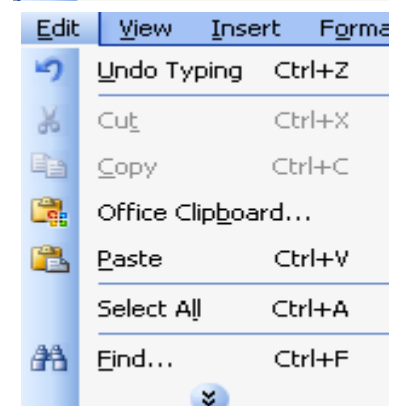 Edit View Insert Forma
Undo Typing Ctrl+Z
Cut Ctrl+X
Copy Ctrl+C
Office Clipboard...
Paste Ctrl+V
Select All Ctrl+A
Find... Ctrl+F